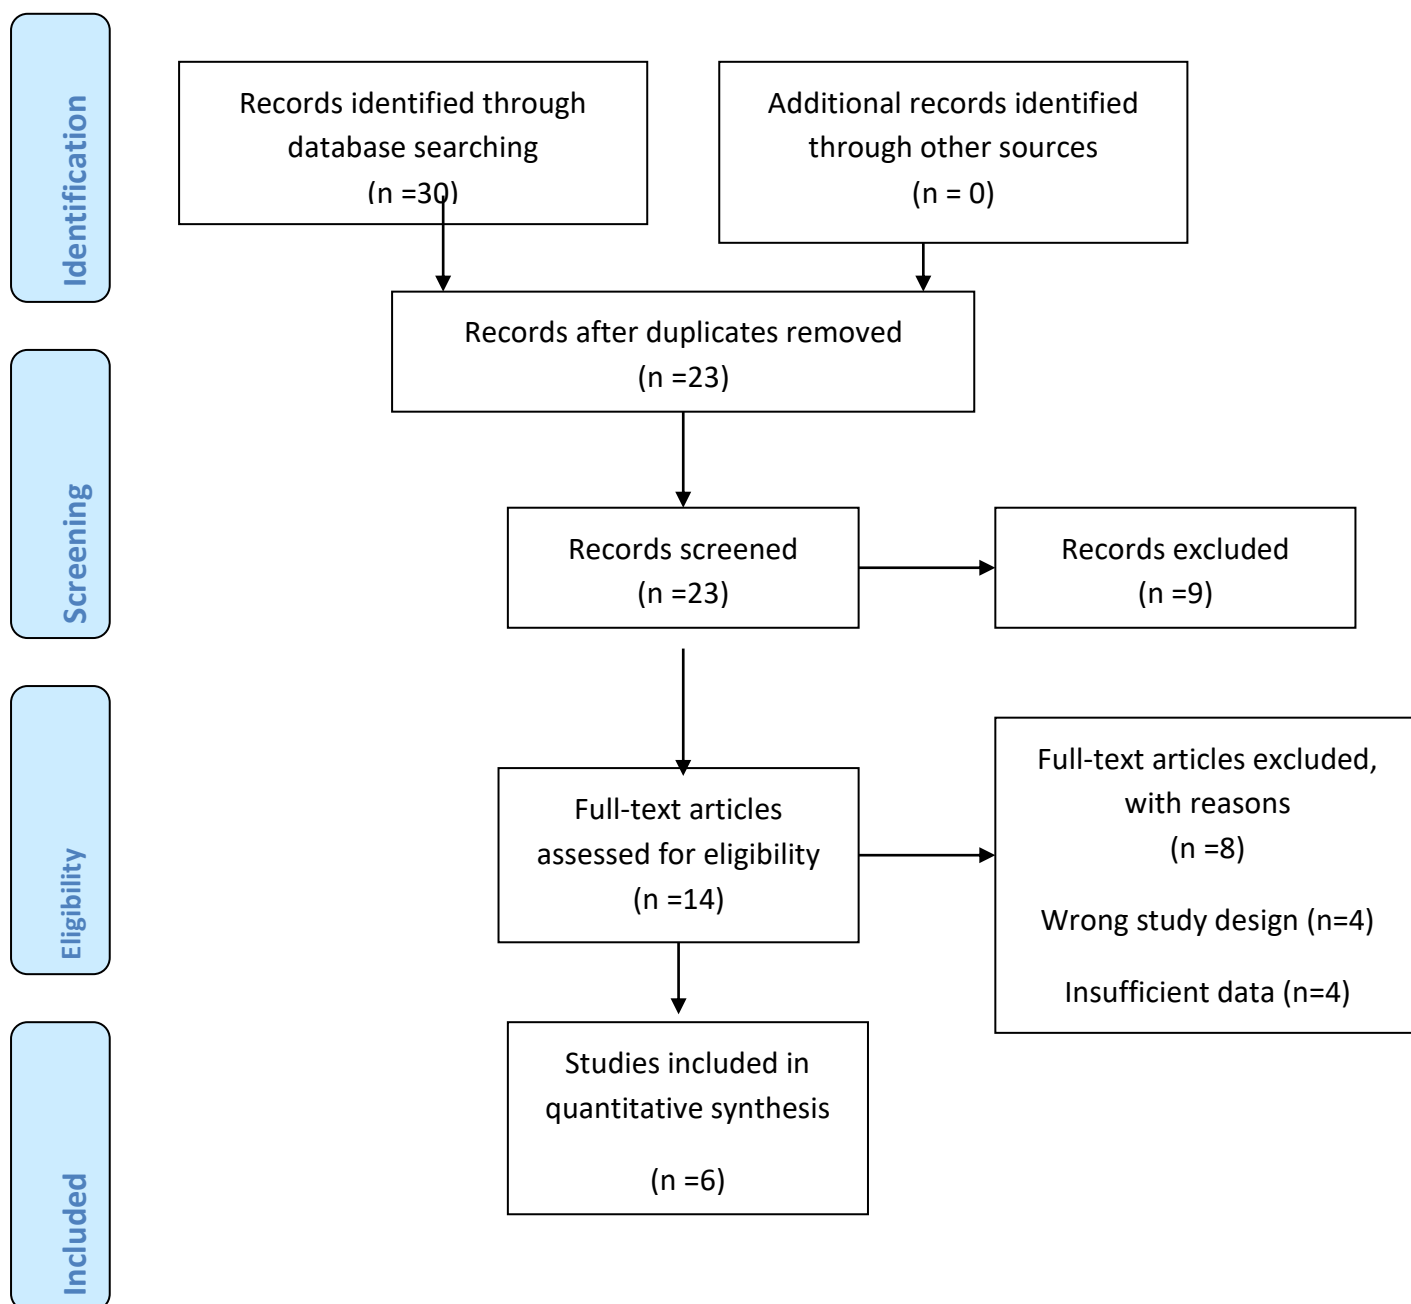 Identification
Records identified through
database searching
(n =30)
Additional records identified
through other sources
(n = 0)
Records after duplicates removed
(n =23)
Screening
Records screened
(n =23)
Records excluded
(n =9)
Eligibility
Full-text articles
assessed for eligibility
(n =14)
Full-text articles excluded,
with reasons
(n =8)
Wrong study design (n=4)
Insufficient data (n=4)
Included
Studies included in
quantitative synthesis
(n =6)